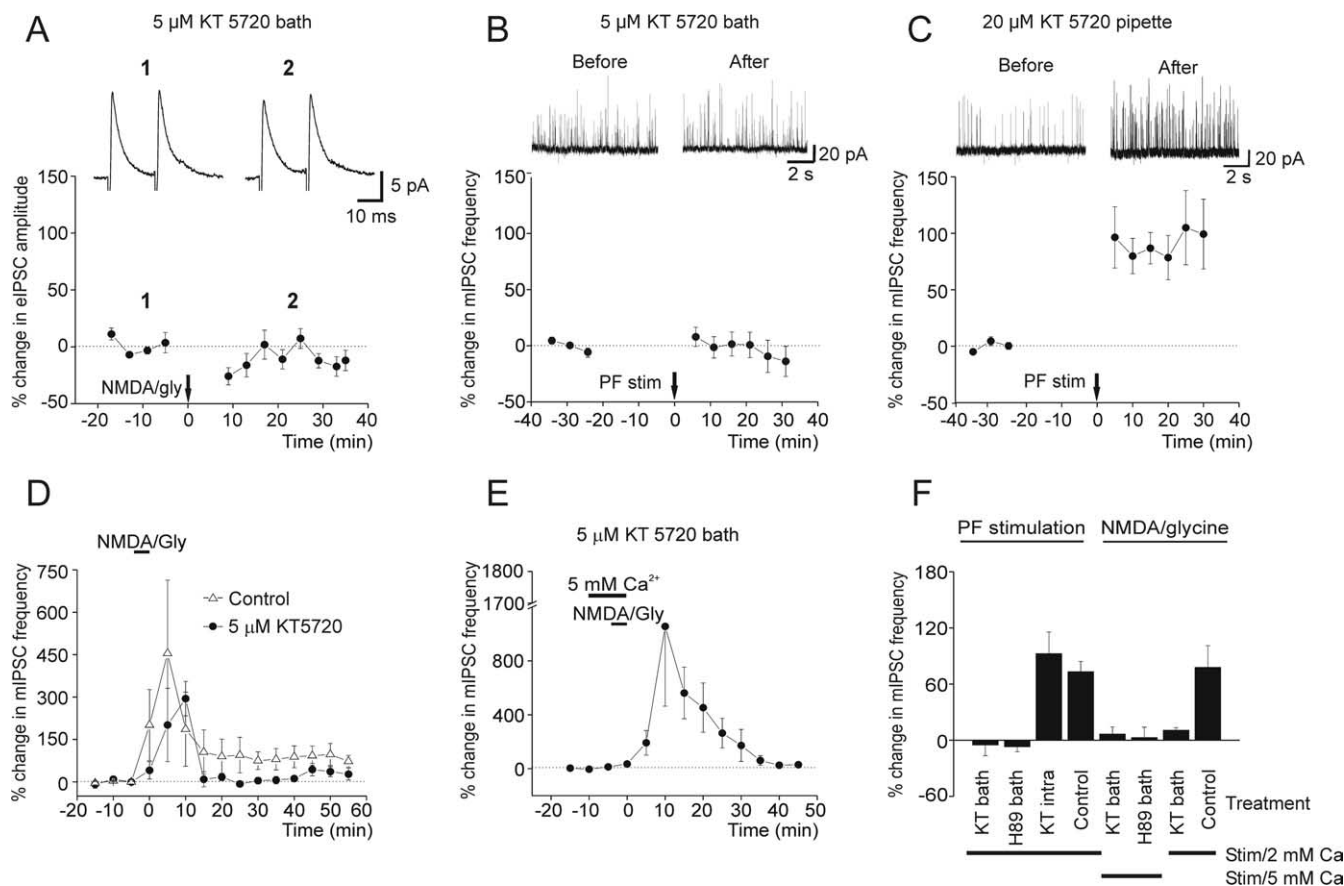 A
5 µM KT 5720 bath
1
2
5 pA
10 ms
% change in eIPSC amplitude
150
100
50
0
-50
1
2
NMDA/gly
-20
-10
0
10
20
30
40
Time (min)
B
5 µM KT 5720 bath
Before
After
20 pA
2 s
% change in mIPSC frequency
150
100
50
0
-50
PF stim
-40
-30
-20
-10
0
10
20
30
40
Time (min)
C
20 µM KT 5720 pipette
Before
After
20 pA
2 s
% change in mIPSC frequency
150
100
50
0
-50
PF stim
-40
-30
-20
-10
0
10
20
30
40
Time (min)
D
NMDA/Gly
% change in mIPSC frequency
750
600
450
300
150
0
Control
5 µM KT5720
-20
-10
0
10
20
30
40
50
60
Time (min)
E
5 µM KT 5720 bath
% change in mIPSC frequency
1800
1700
800
400
0
5 mM Ca²⁺
NMDA/Gly
-20
-10
0
10
20
30
40
50
Time (min)
F
PF stimulation
NMDA/glycine
% change in mIPSC frequency
180
120
60
0
-60
KT bath
H89 bath
KT intra
Control
KT bath
H89 bath
KT bath
Control
Treatment
Stim/2 mM Ca
Stim/5 mM Ca